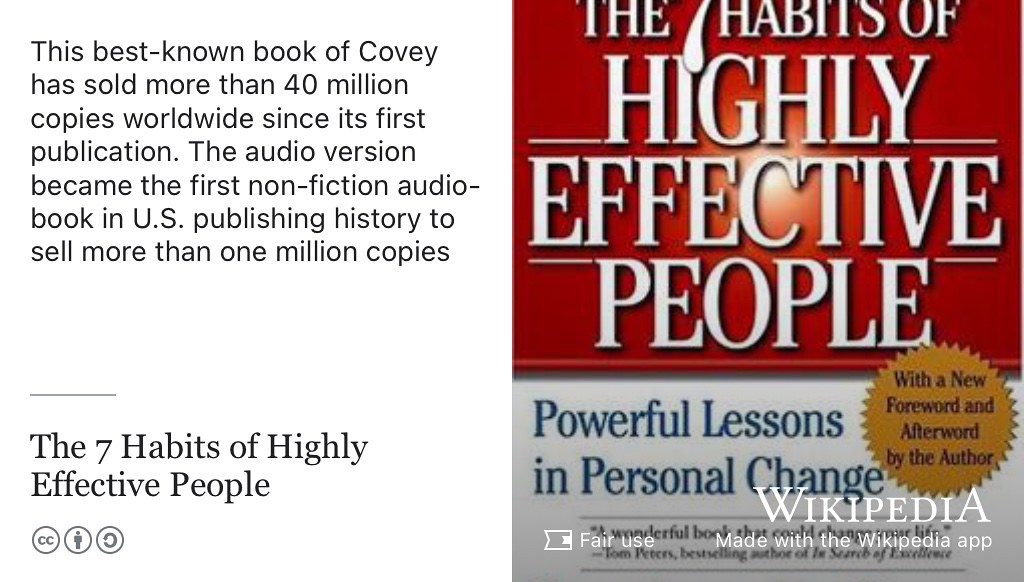 This best-known book of Covey
has sold more than 40 million
copies worldwide since its first
publication. The audio version
became the first non-fiction audio-
book in U.S. publishing history to
sell more than one million copies
The 7 Habits of Highly
Effective People
cc
THE 7 HABITS OF
HIGHLY
EFFECTIVE
PEOPLE
With a New
Foreword and
Afterword
by the Author
Powerful Lessons
in Personal Change
WIKIPEDIA
"A wonderful book that could change your life."
—Tom Peters, bestselling author of In Search of Excellence
Fair use
Made with the Wikipedia app